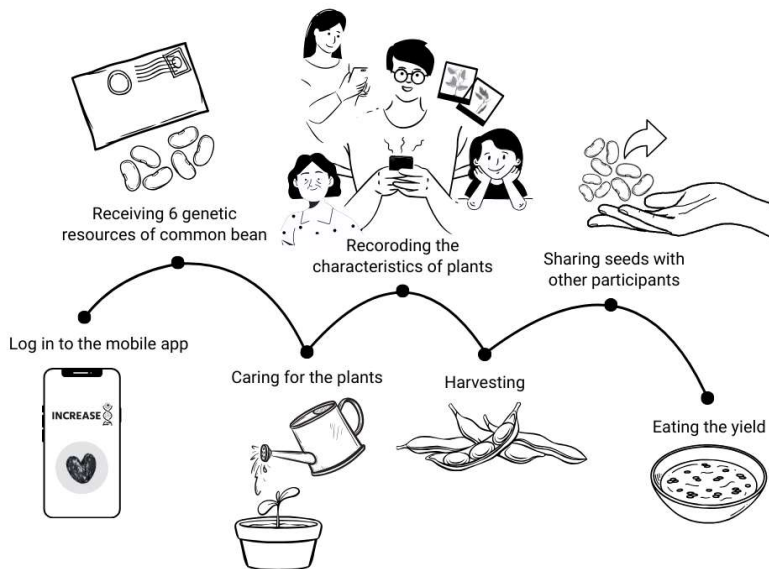 Receiving 6 genetic
resources of common bean
Recoroding the
characteristics of plants
Sharing seeds with
other participants
Log in to the mobile app
INCREASE
Caring for the plants
Harvesting
Eating the yield